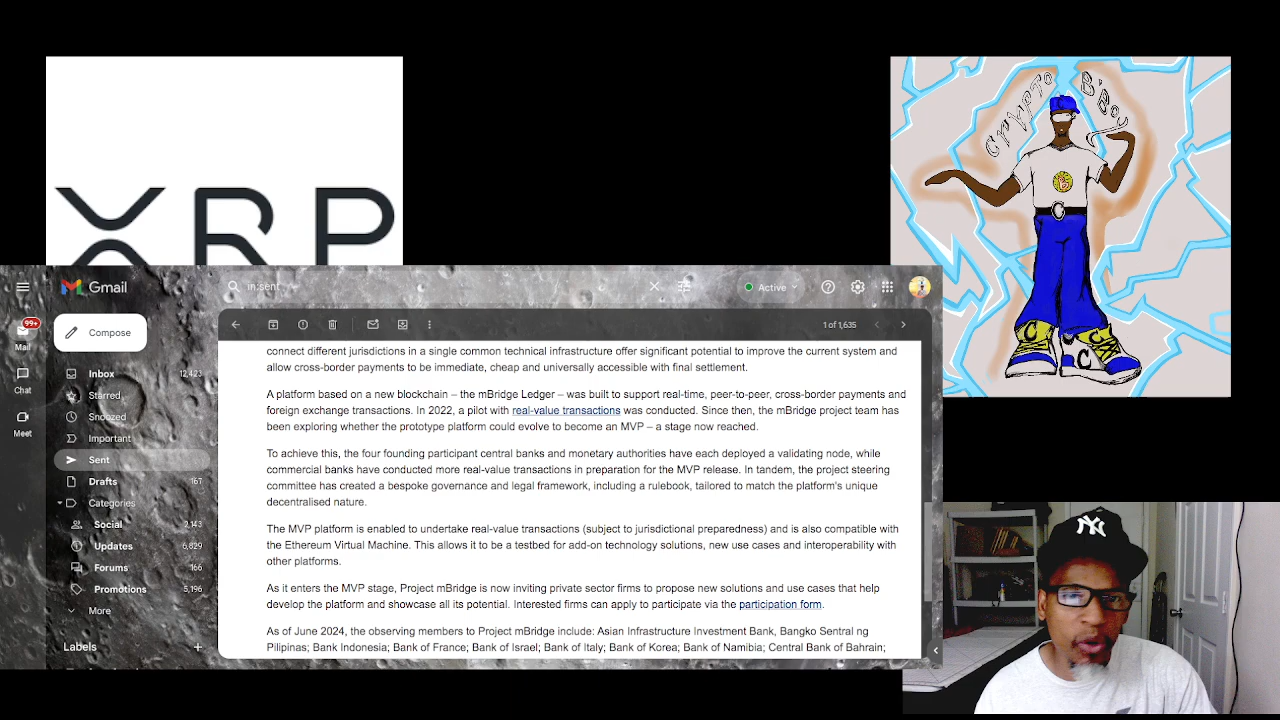 XRP
CRYPTO B'BOY
Gmail
in:sent
Active
99+
Mail
Chat
Meet
Compose
1 of 1,635
Inbox 12,423
Starred
Snoozed
Important
Sent
Drafts 167
Categories
Social 2,143
Updates 6,829
Forums 166
Promotions 5,196
More
Labels
connect different jurisdictions in a single common technical infrastructure offer significant potential to improve the current system and
allow cross-border payments to be immediate, cheap and universally accessible with final settlement.
A platform based on a new blockchain – the mBridge Ledger – was built to support real-time, peer-to-peer, cross-border payments and
foreign exchange transactions. In 2022, a pilot with real-value transactions was conducted. Since then, the mBridge project team has
been exploring whether the prototype platform could evolve to become an MVP – a stage now reached.
To achieve this, the four founding participant central banks and monetary authorities have each deployed a validating node, while
commercial banks have conducted more real-value transactions in preparation for the MVP release. In tandem, the project steering
committee has created a bespoke governance and legal framework, including a rulebook, tailored to match the platform's unique
decentralised nature.
The MVP platform is enabled to undertake real-value transactions (subject to jurisdictional preparedness) and is also compatible with
the Ethereum Virtual Machine. This allows it to be a testbed for add-on technology solutions, new use cases and interoperability with
other platforms.
As it enters the MVP stage, Project mBridge is now inviting private sector firms to propose new solutions and use cases that help
develop the platform and showcase all its potential. Interested firms can apply to participate via the participation form.
As of June 2024, the observing members to Project mBridge include: Asian Infrastructure Investment Bank, Bangko Sentral ng
Pilipinas; Bank Indonesia; Bank of France; Bank of Israel; Bank of Italy; Bank of Korea; Bank of Namibia; Central Bank of Bahrain;
C
C
C
C
NY